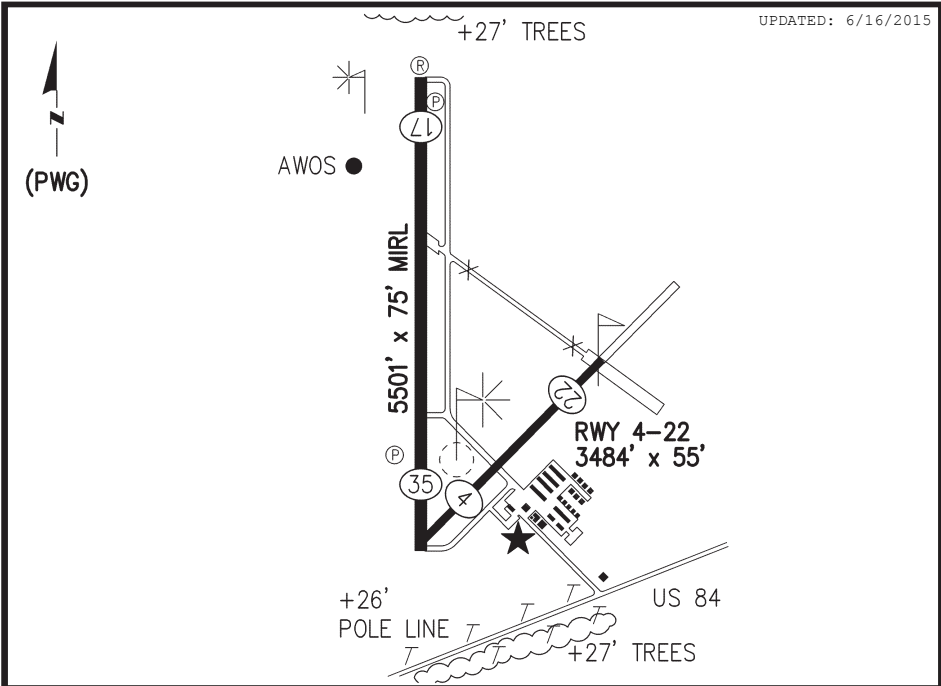 UPDATED: 6/16/2015
+27' TREES
R
P
N
(PWG)
17
AWOS
5501' x 75' MIRL
22
RWY 4-22
3484' x 55'
P
35
4
+26'
POLE LINE
US 84
+27' TREES